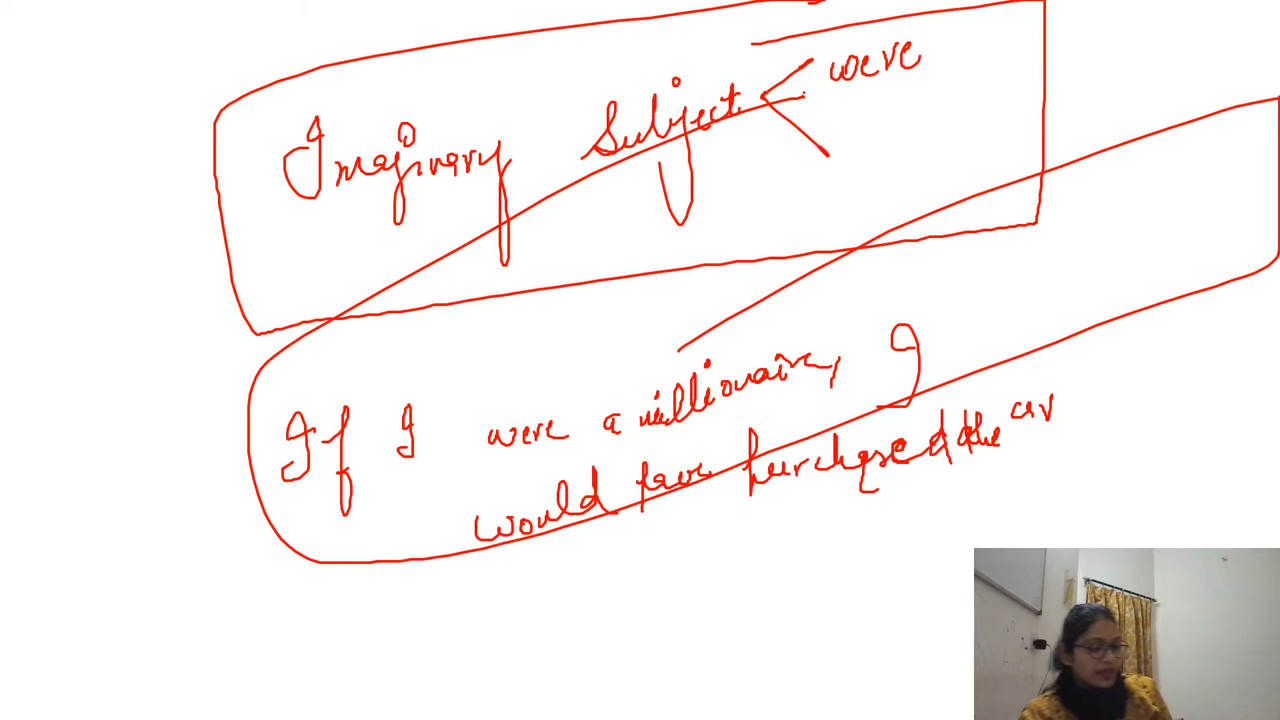 Imaginary Subject were
If I were a millionaire, I
would have purchased the car